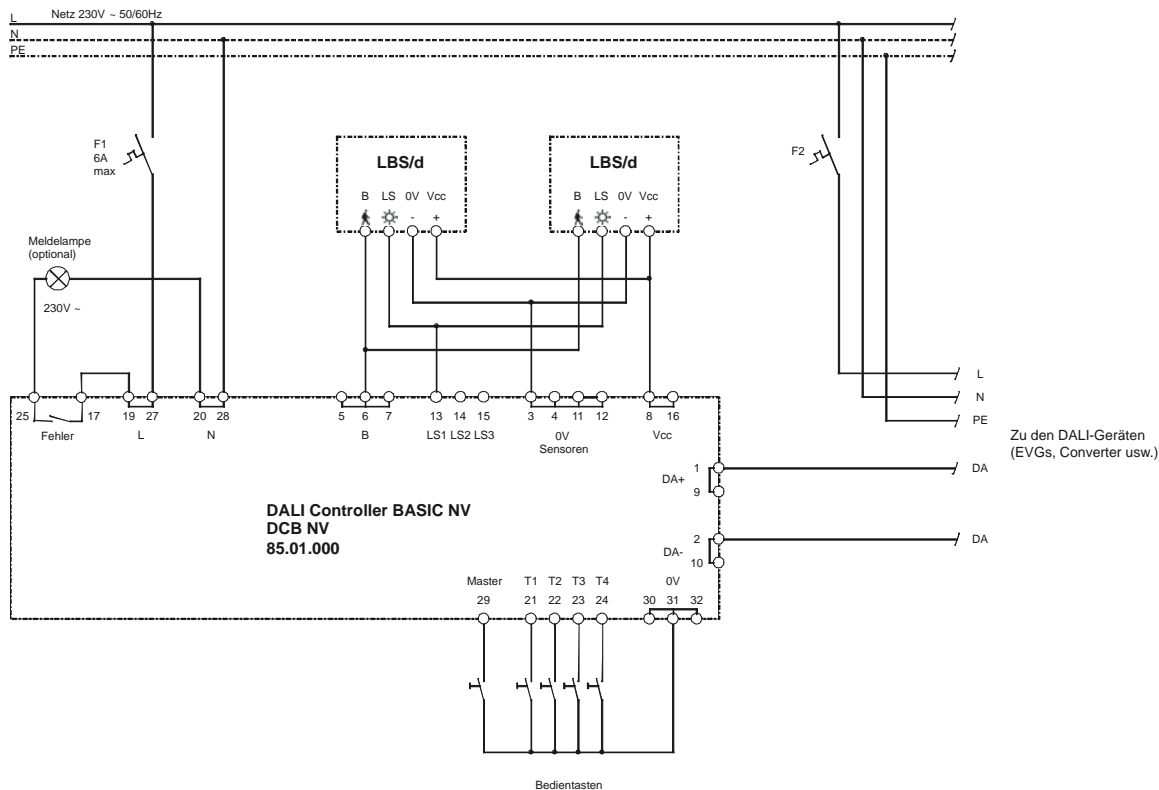 L Netz 230V ~ 50/60Hz
N
PE
F1
6A
max
F2
LBS/d LBS/d
B LS 0V Vcc B LS 0V Vcc
- + - +
Meldelampe
(optional)
230V ~
L
N
PE
25 17 19 27 20 28 5 6 7 13 14 15 3 4 11 12 8 16
Fehler L N B LS1 LS2 LS3 0V Vcc
Sensoren
Zu den DALI-Geräten
(EVGs, Converter usw.)
1 DA
DA+
9
DALI Controller BASIC NV
DCB NV
85.01.000
2 DA
DA-
10
Master T1 T2 T3 T4 0V
29 21 22 23 24 30 31 32
Bedientasten